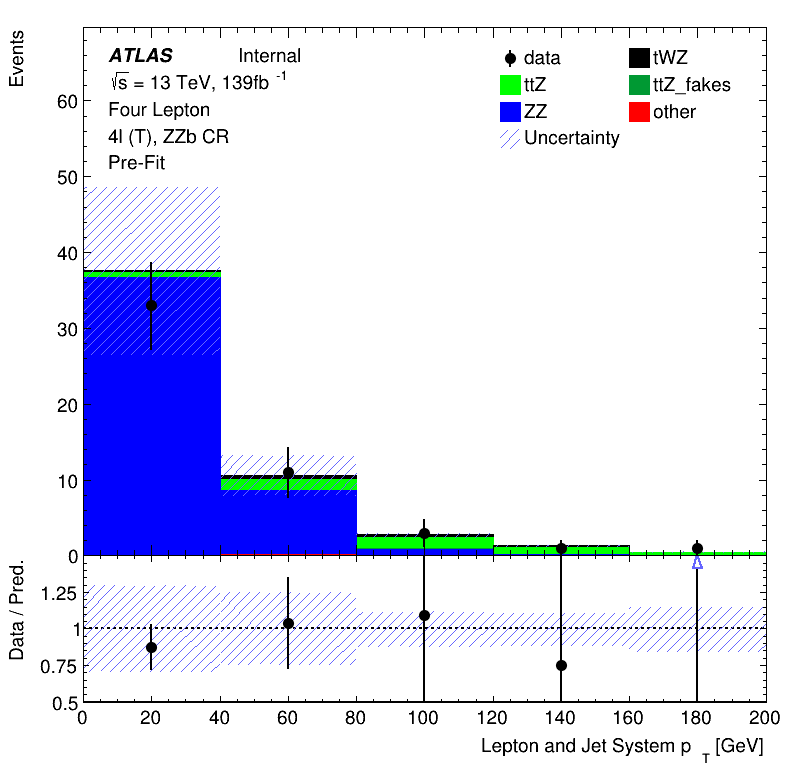 Events
ATLAS Internal
√s = 13 TeV, 139fb -1
Four Lepton
4l (T), ZZb CR
Pre-Fit
data tWZ
ttZ ttZ_fakes
ZZ other
Uncertainty
60
50
40
30
20
10
0
Data / Pred.
1.25
1
0.75
0.5
0 20 40 60 80 100 120 140 160 180 200
Lepton and Jet System p T [GeV]